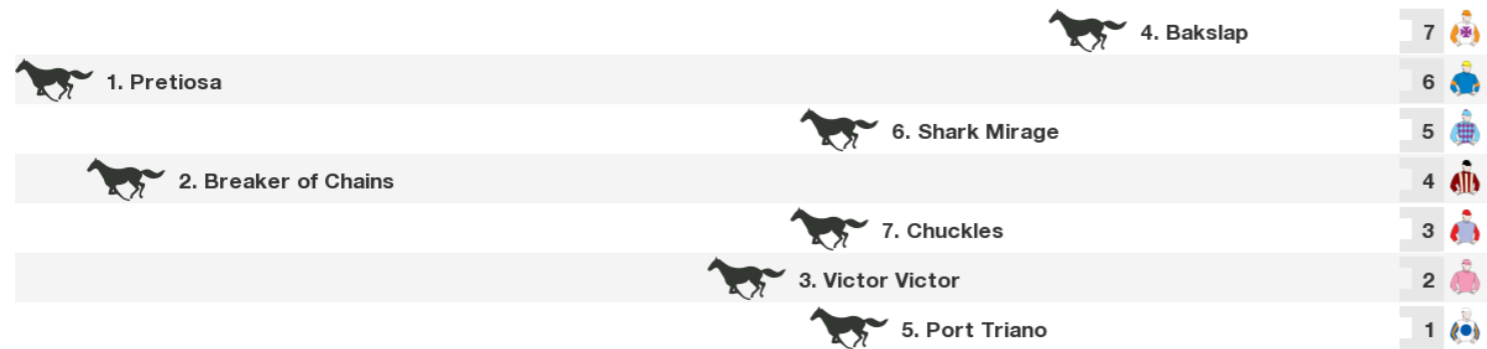 4. Bakslap 7
1. Pretiosa 6
6. Shark Mirage 5
2. Breaker of Chains 4
7. Chuckles 3
3. Victor Victor 2
5. Port Triano 1